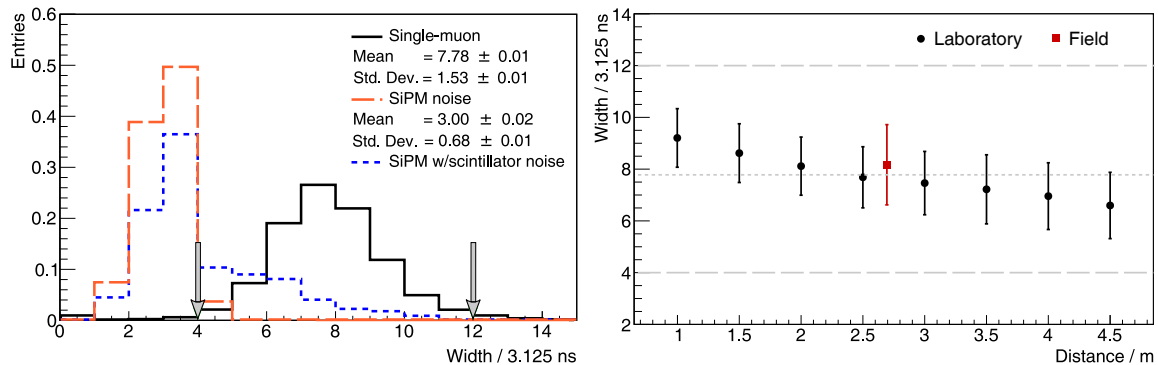 Entries
0.6
0.5
0.4
0.3
0.2
0.1
0
Single-muon
Mean = 7.78 ± 0.01
Std. Dev. = 1.53 ± 0.01
SiPM noise
Mean = 3.00 ± 0.02
Std. Dev. = 0.68 ± 0.01
SiPM w/scintillator noise
0 2 4 6 8 10 12 14
Width / 3.125 ns
Width / 3.125 ns
14
12
10
8
6
4
2
Laboratory Field
1 1.5 2 2.5 3 3.5 4 4.5
Distance / m